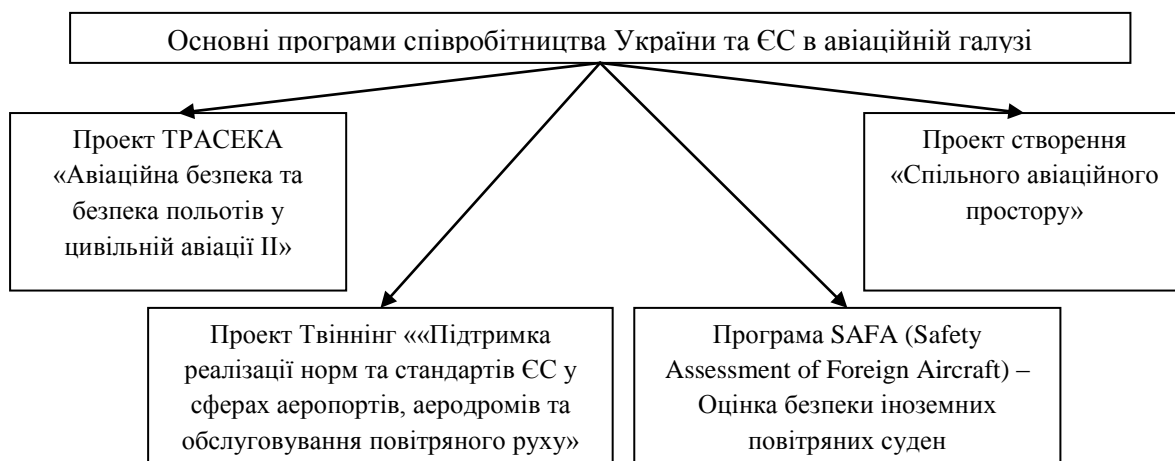 Основні програми співробітництва України та ЄС в авіаційній галузі
Проект ТРАСЕКА
«Авіаційна безпека та
безпека польотів у
цивільній авіації ІІ»
Проект створення
«Спільного авіаційного
простору»
Проект Твіннінг ««Підтримка
реалізації норм та стандартів ЄС у
сферах аеропортів, аеродромів та
обслуговування повітряного руху»
Програма SAFA (Safety
Assessment of Foreign Aircraft) –
Оцінка безпеки іноземних
повітряних суден